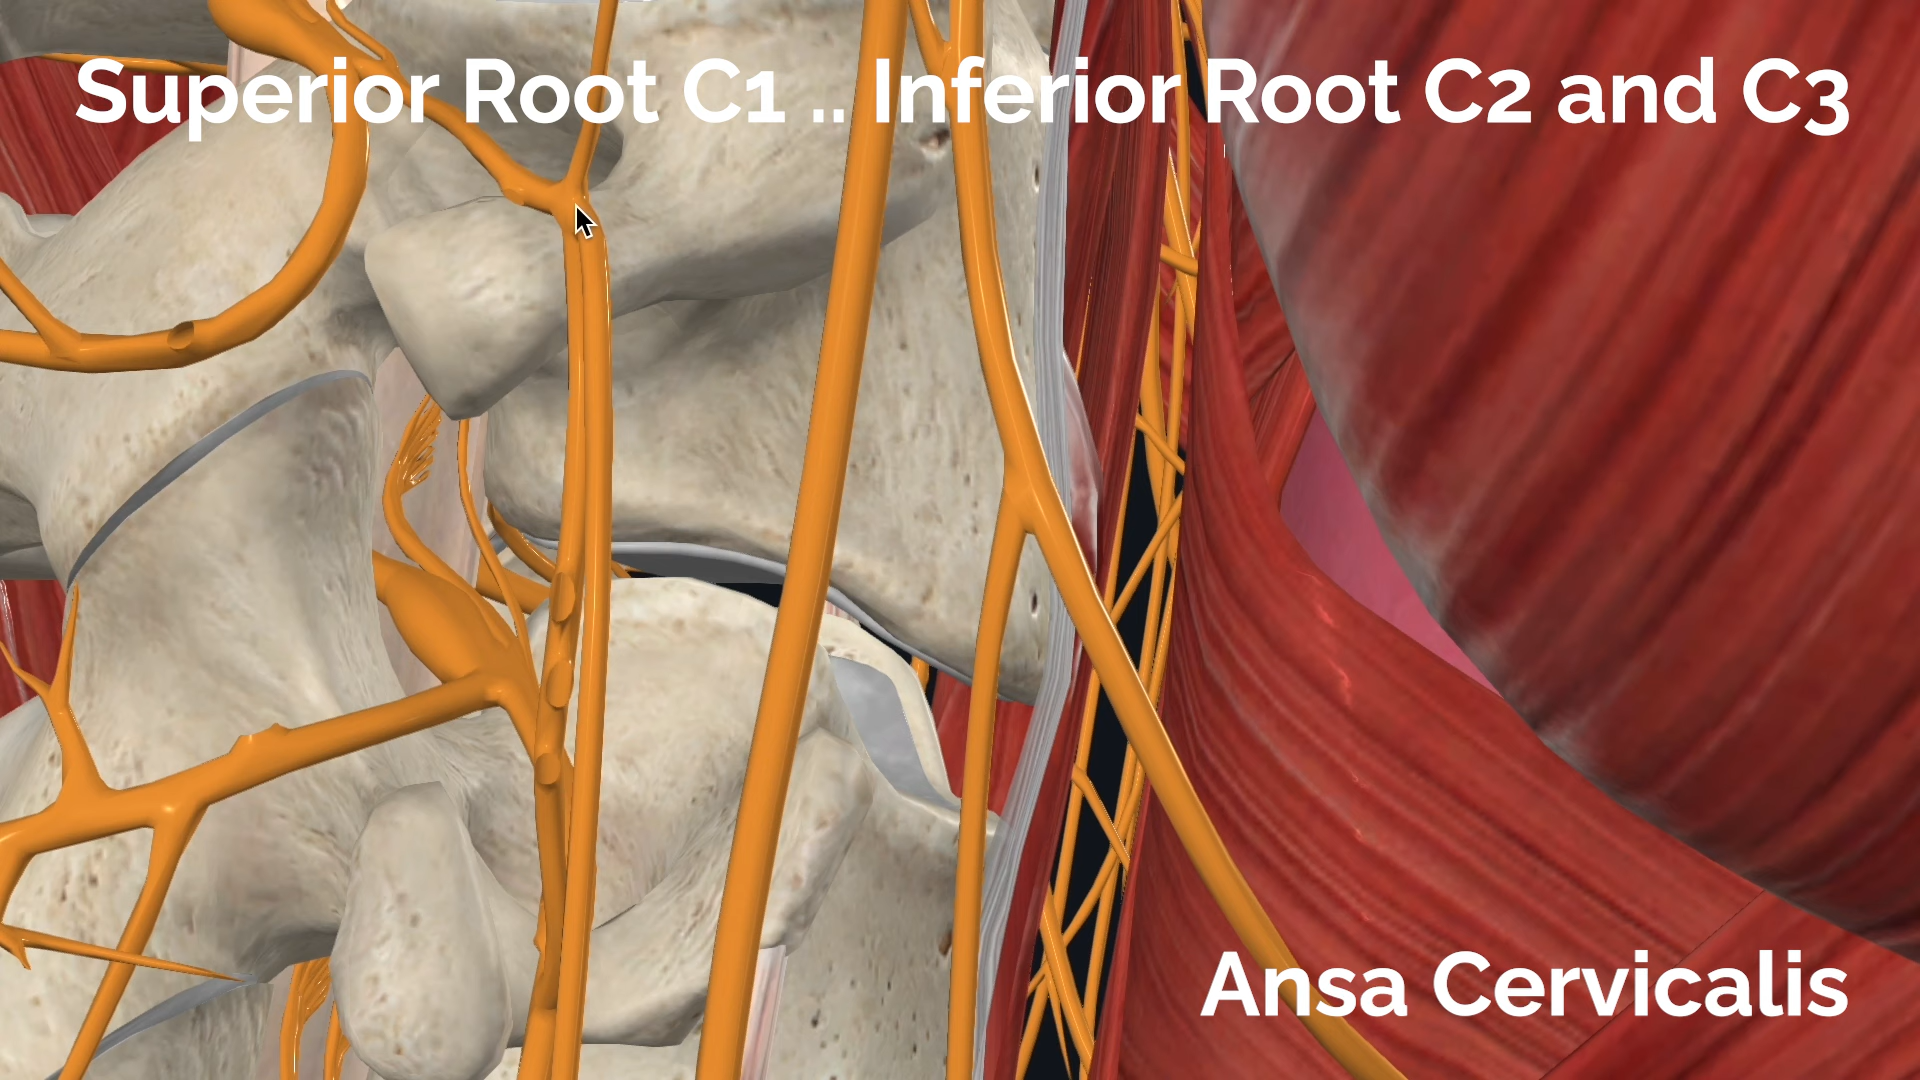 Superior Root C1 .. Inferior Root C2 and C3
Ansa Cervicalis